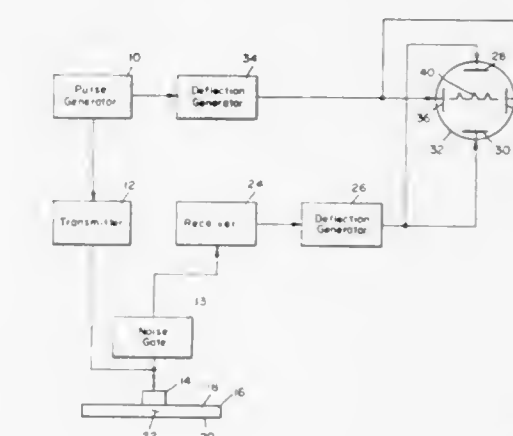 10
34
28
Pulse
Generator
Deflection
Generator
40
36
32
30
12
24
26
Transmitter
Receiver
Deflection
Generator
13
Noise
Gate
14
18
16
22
20